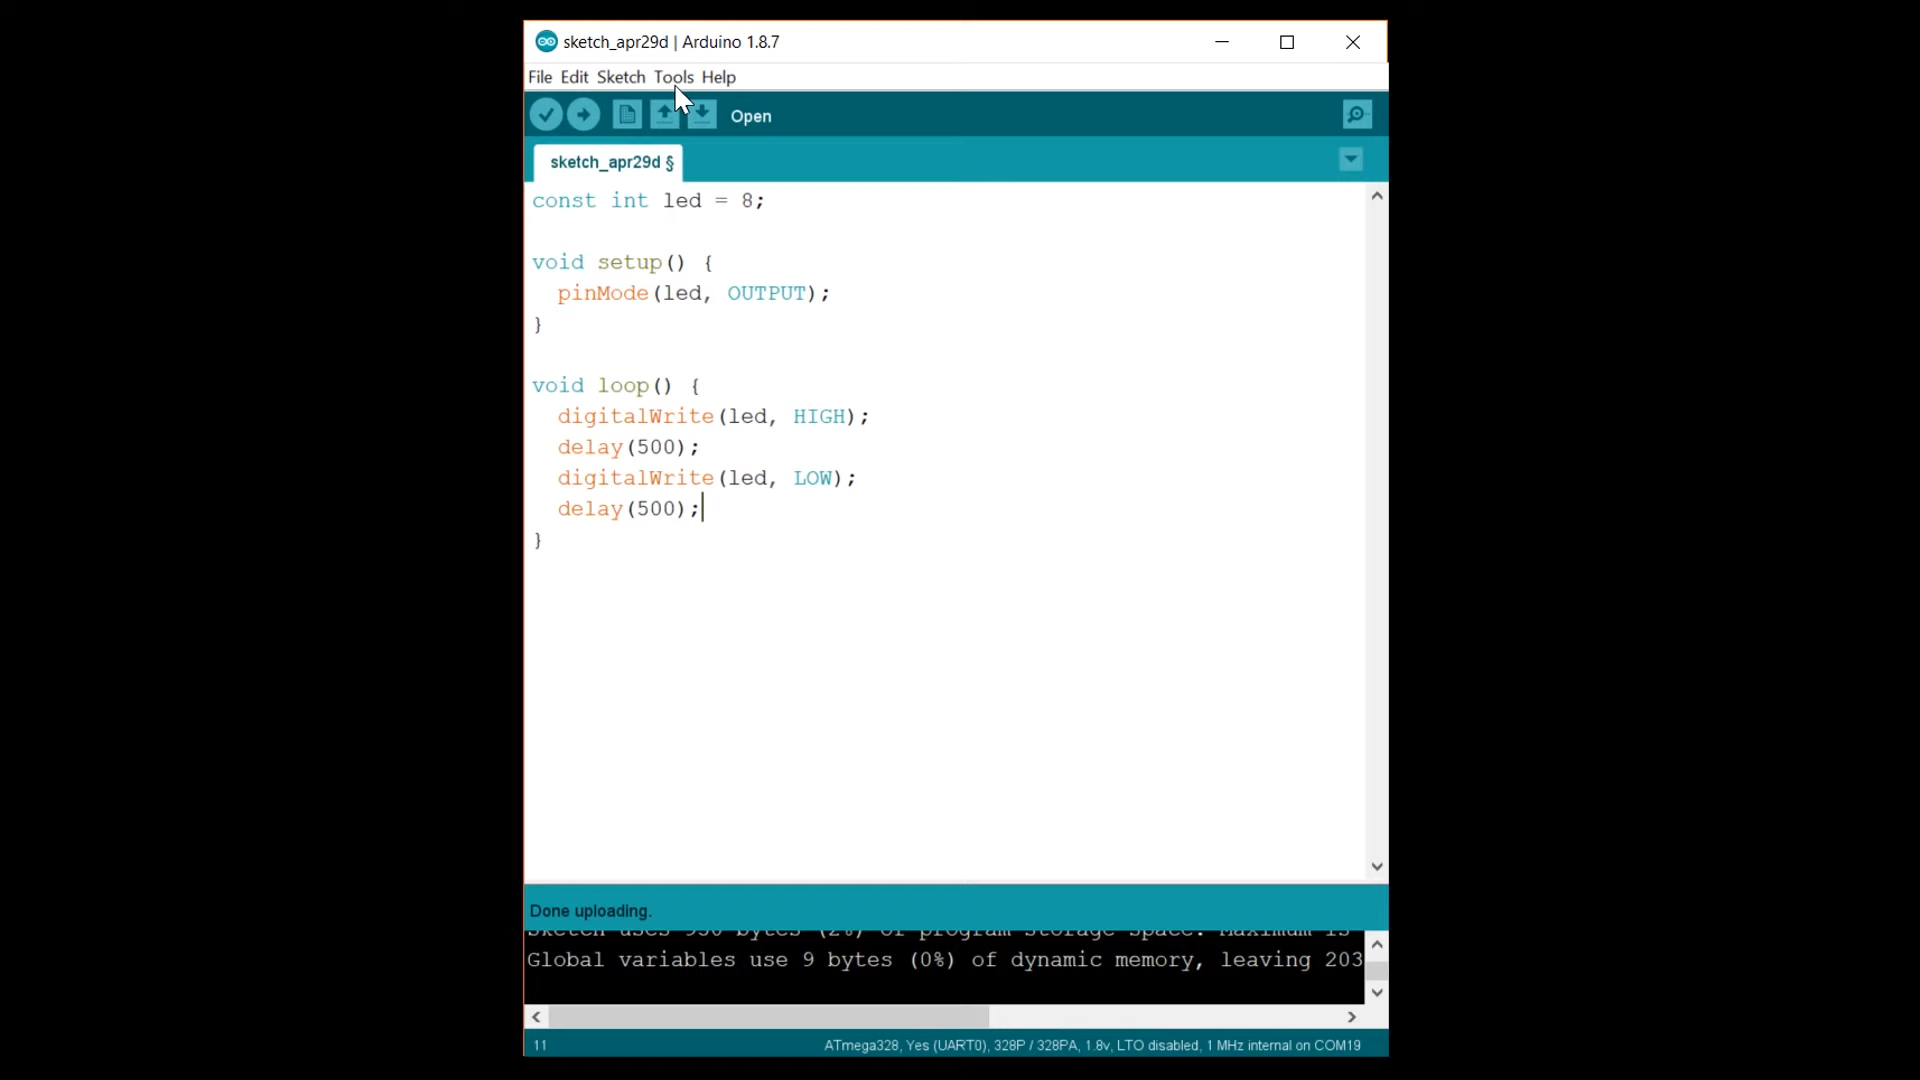 sketch_apr29d | Arduino 1.8.7
File Edit Sketch Tools Help
Open
sketch_apr29d §
const int led = 8;
void setup() {
  pinMode(led, OUTPUT);
}
void loop() {
  digitalWrite(led, HIGH);
  delay(500);
  digitalWrite(led, LOW);
  delay(500);
}
Done uploading.
Sketch uses 930 bytes (2%) of program storage space. Maximum is
Global variables use 9 bytes (0%) of dynamic memory, leaving 203
11
ATmega328, Yes (UART0), 328P / 328PA, 1.8v, LTO disabled, 1 MHz internal on COM19